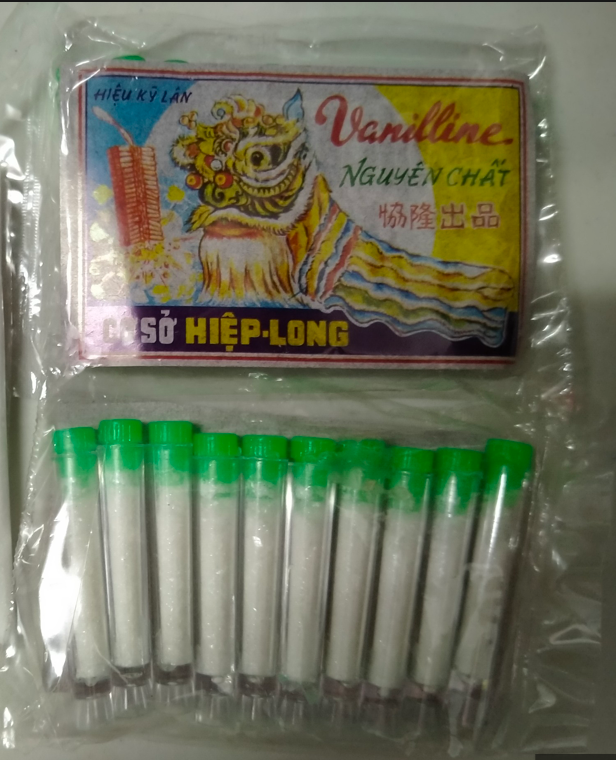 HIỆU KỲ LÂN
Vanilline
NGUYÊN CHẤT
協隆出品
CƠ SỞ HIỆP-LONG